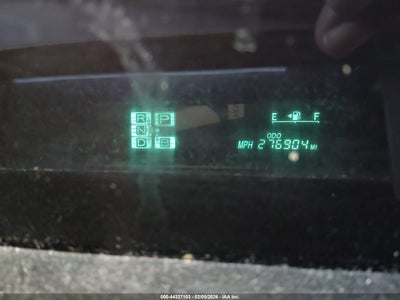 R P
N
D B
E F
ODO
MPH 276904 MI
000-44337103 - 02/05/2026 - IAA Inc.